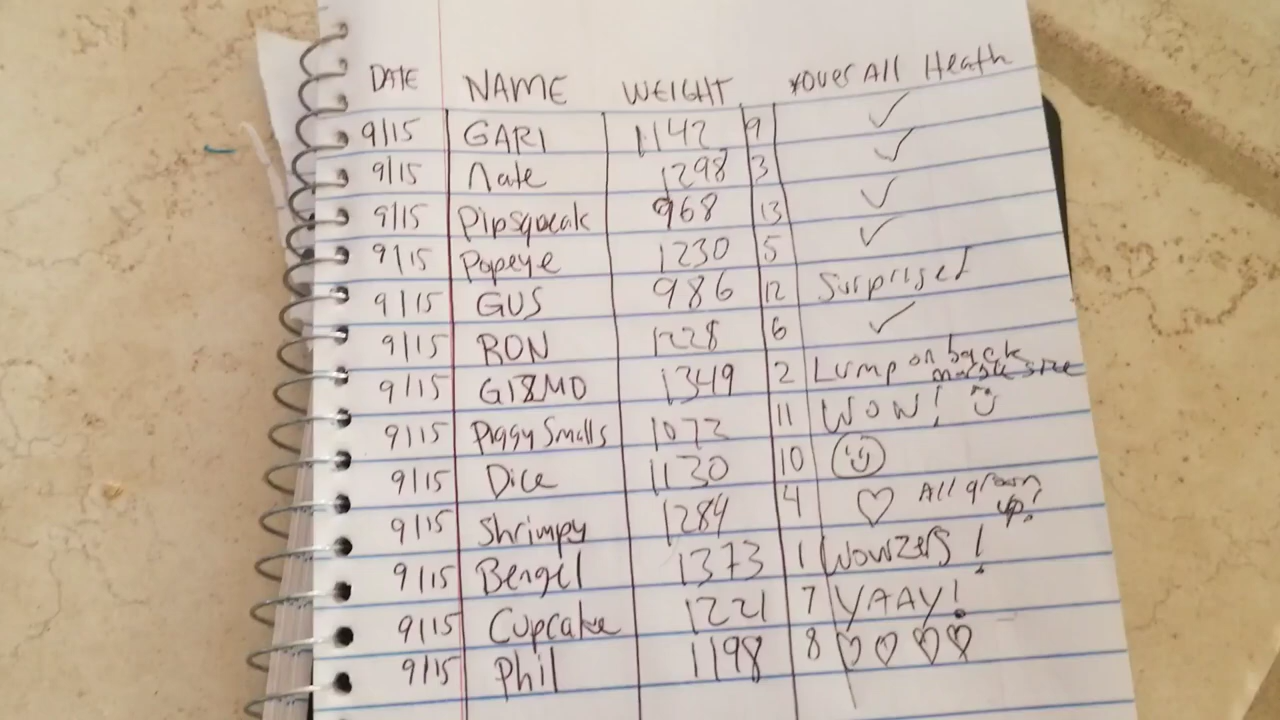 DATE NAME WEIGHT *Over All Heath
9/15 GARI 1142 9 ✓
9/15 Nate 1298 3 ✓
9/15 Pipsqueak 968 13 ✓
9/15 Popeye 1230 5 ✓
9/15 GUS 986 12 Surprised
9/15 RON 1228 6 ✓
9/15 GIZMO 1349 2 Lump on back marble size
9/15 Piggy Smalls 1072 11 WOW! :)
9/15 Dice 1130 10 ☺
9/15 Shrimpy 1284 4 ♡ All grown up?
9/15 Bengel 1373 1 Wowzers!
9/15 Cupcake 1221 7 YAAY!
9/15 Phil 1198 8 ♡ ♡ ♡ ♡